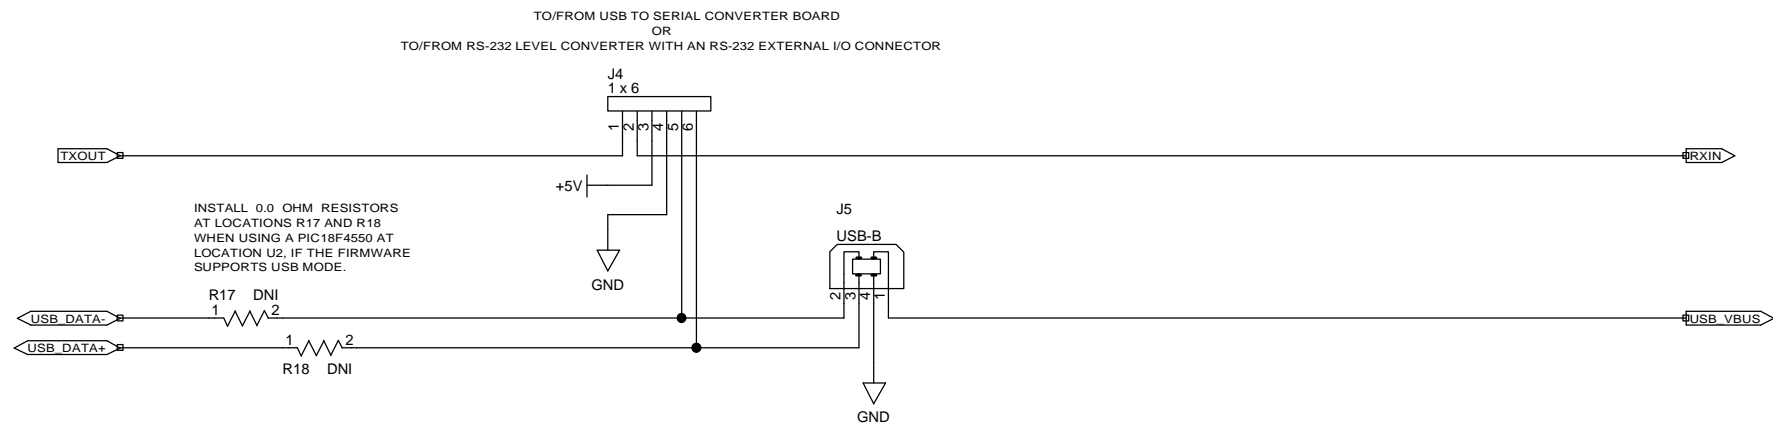 TO/FROM USB TO SERIAL CONVERTER BOARD
OR
TO/FROM RS-232 LEVEL CONVERTER WITH AN RS-232 EXTERNAL I/O CONNECTOR
J4
1 x 6
1 2 3 4 5 6
TXOUT
RXIN
+5V
GND
INSTALL 0.0 OHM RESISTORS
AT LOCATIONS R17 AND R18
WHEN USING A PIC18F4550 AT
LOCATION U2, IF THE FIRMWARE
SUPPORTS USB MODE.
J5
USB-B
2 3 4 1
R17 DNI
1 2
USB_DATA-
USB_VBUS
1 2
USB_DATA+
R18 DNI
GND